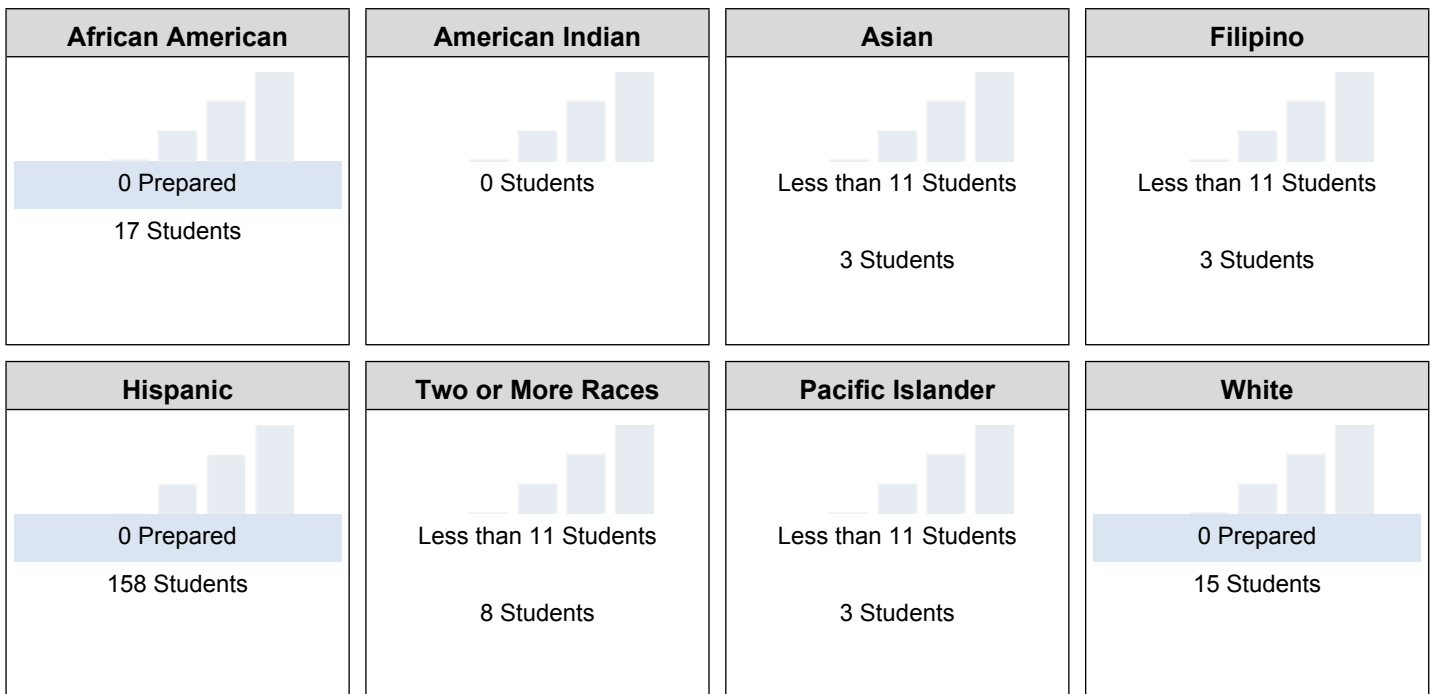 African American
0 Prepared
17 Students
American Indian
0 Students
Asian
Less than 11 Students
3 Students
Filipino
Less than 11 Students
3 Students
Hispanic
0 Prepared
158 Students
Two or More Races
Less than 11 Students
8 Students
Pacific Islander
Less than 11 Students
3 Students
White
0 Prepared
15 Students